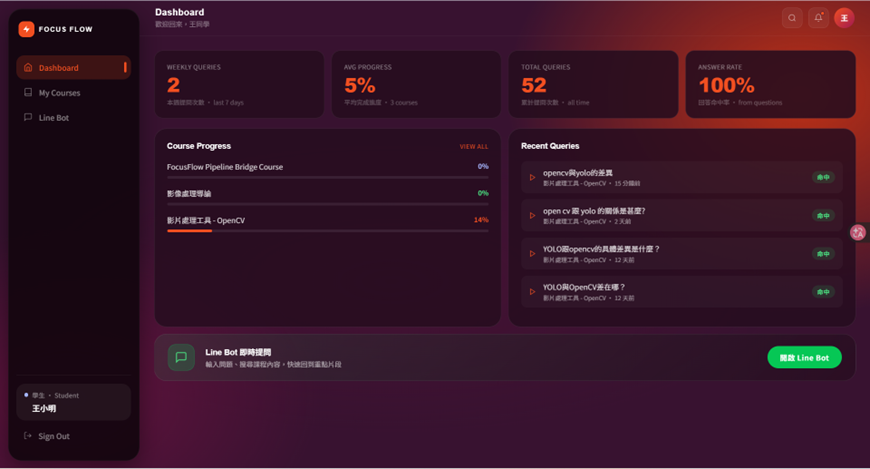 FOCUS FLOW
Dashboard
My Courses
Line Bot
學生 • Student
王小明
Sign Out
Dashboard
歡迎回來，王同學
王
WEEKLY QUERIES
2
本週提問次數 • last 7 days
AVG PROGRESS
5%
平均完成進度 • 3 courses
TOTAL QUERIES
52
累計提問次數 • all time
ANSWER RATE
100%
回答命中率 • from questions
Course Progress
VIEW ALL
FocusFlow Pipeline Bridge Course
0%
影像處理導論
0%
影片處理工具 - OpenCV
14%
Recent Queries
opencv與yolo的差異
影片處理工具 - OpenCV • 15 分鐘前
命中
open cv 跟 yolo 的關係是甚麼?
影片處理工具 - OpenCV • 2 天前
命中
YOLO跟opencv的具體差異是什麼？
影片處理工具 - OpenCV • 12 天前
命中
YOLO與OpenCV差在哪？
影片處理工具 - OpenCV • 12 天前
命中
Line Bot 即時提問
輸入問題、搜尋課程內容，快速回到重點片段
開啟 Line Bot